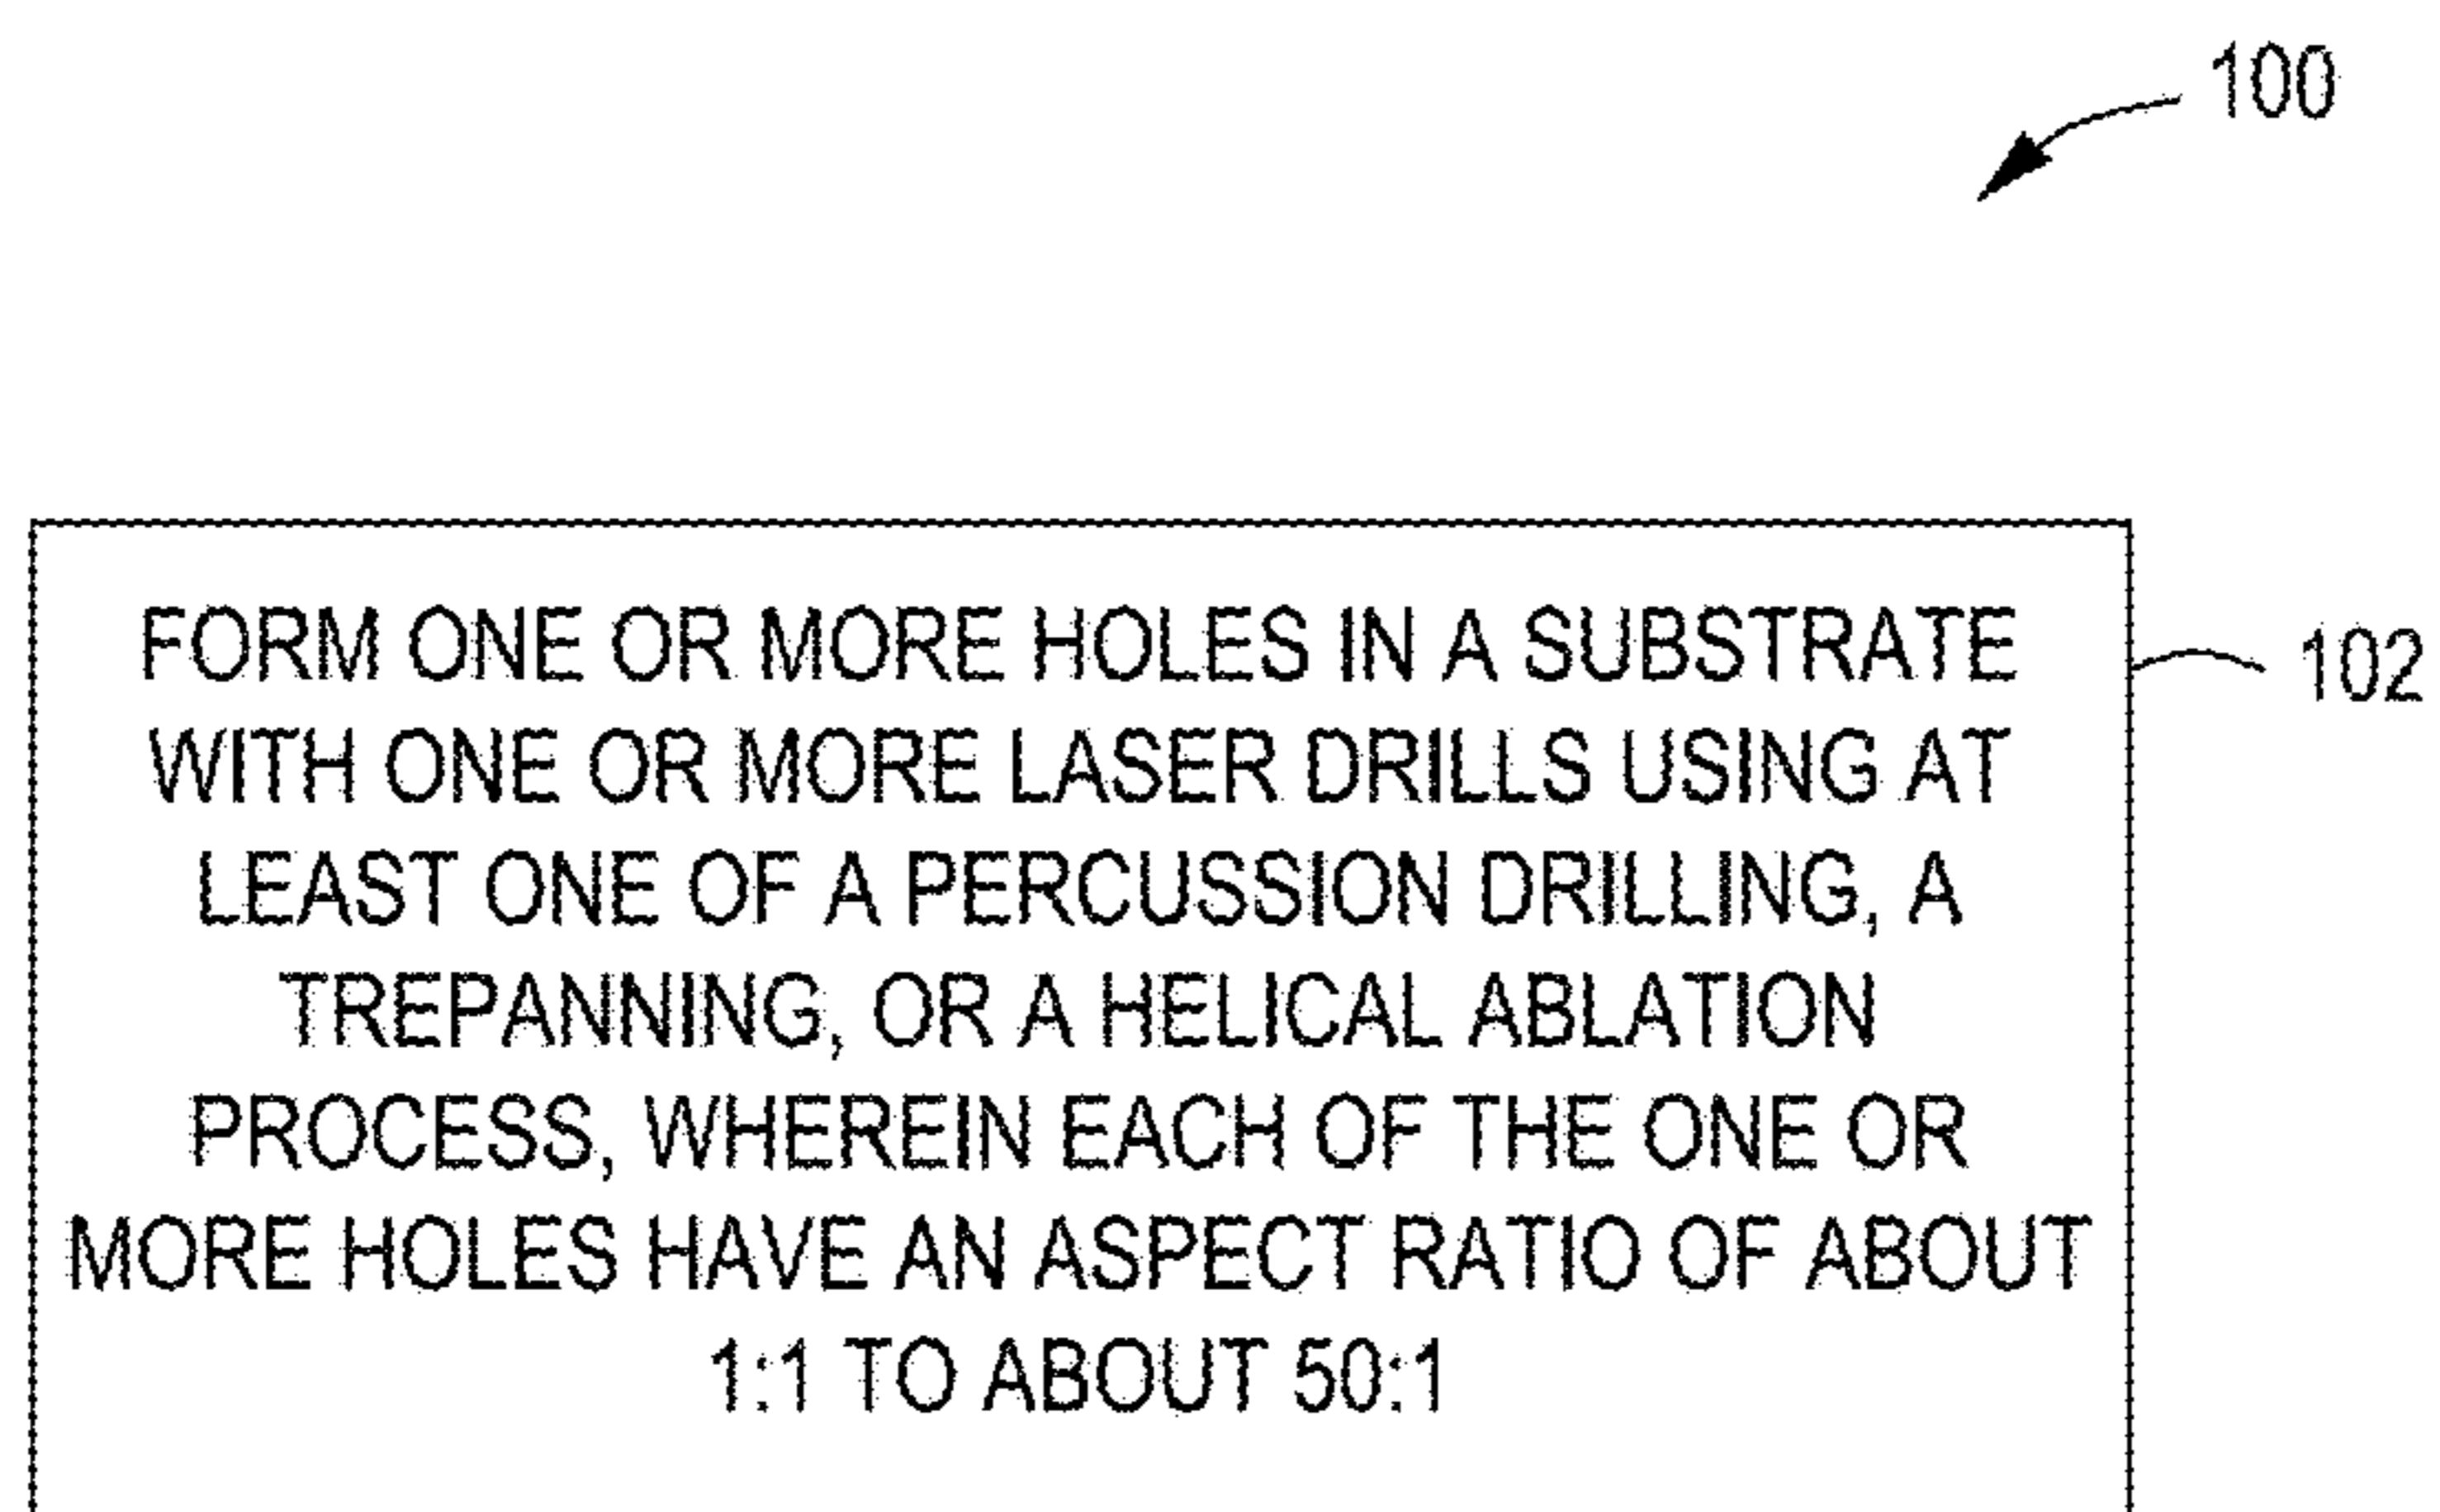 100
FORM ONE OR MORE HOLES IN A SUBSTRATE
102
WITH ONE OR MORE LASER DRILLS USING AT
LEAST ONE OF A PERCUSSION DRILLING, A
TREPANNING, OR A HELICAL ABLATION
PROCESS, WHEREIN EACH OF THE ONE OR
MORE HOLES HAVE AN ASPECT RATIO OF ABOUT
1:1 TO ABOUT 50:1